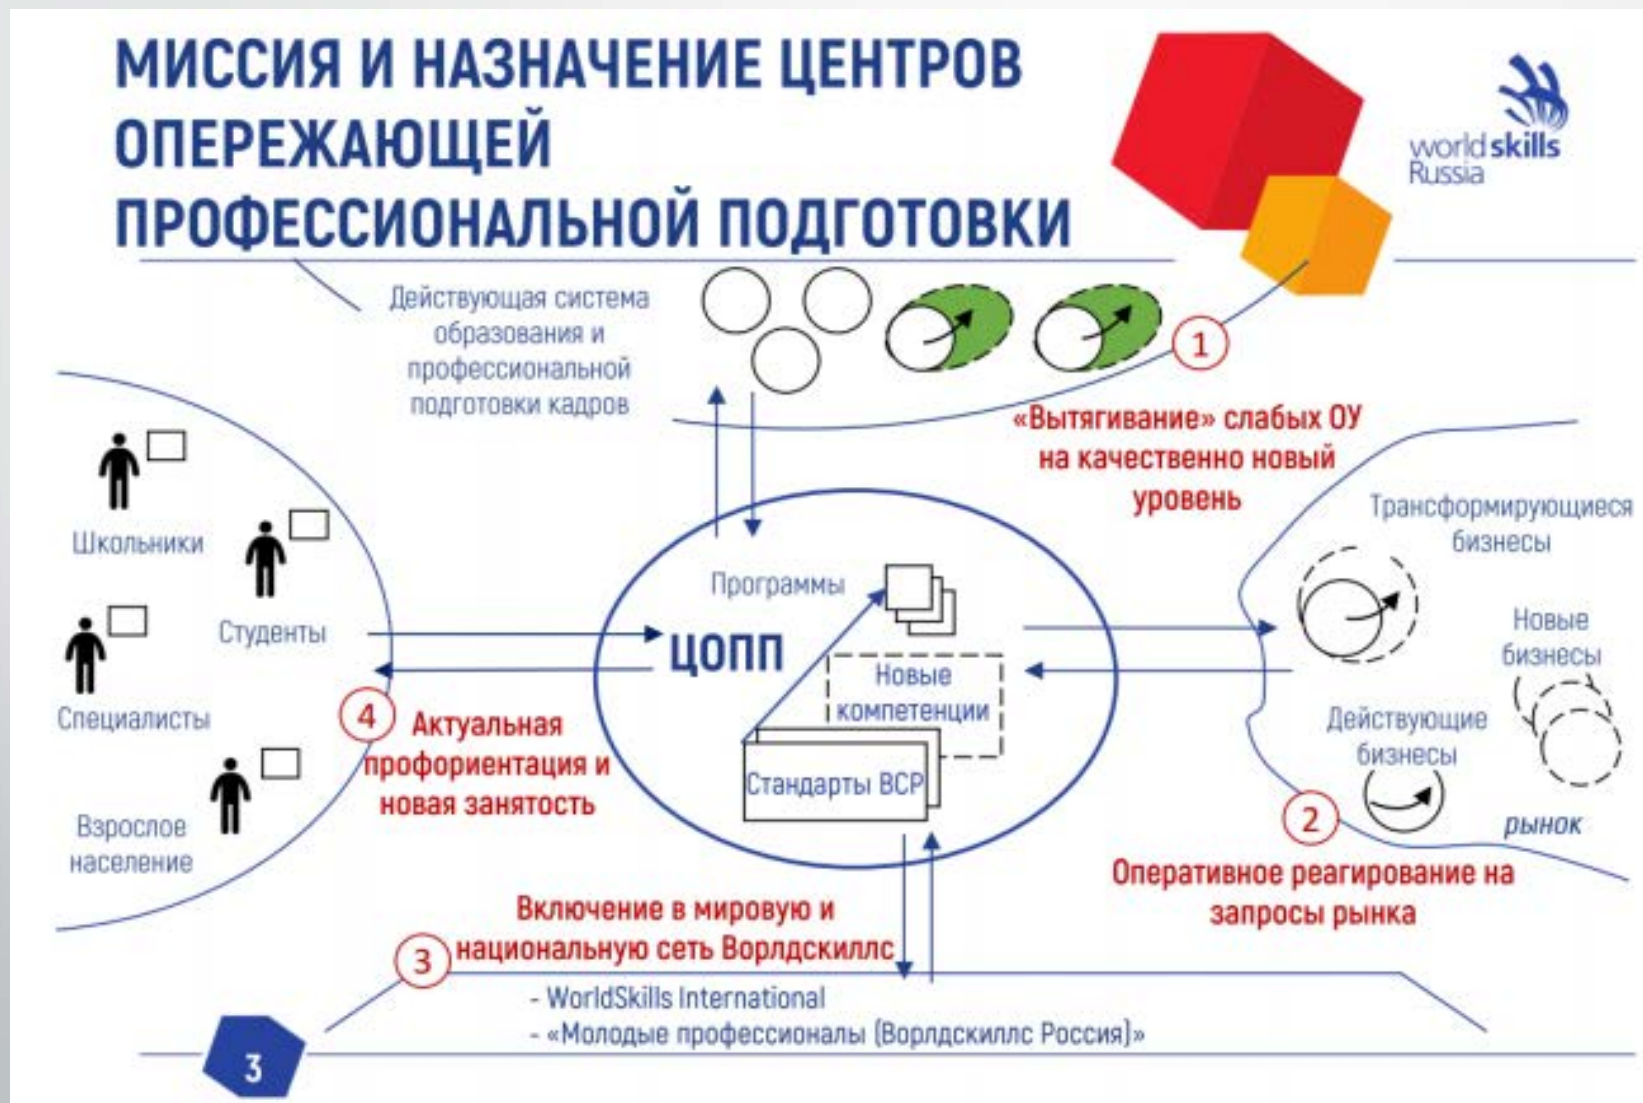 МИССИЯ И НАЗНАЧЕНИЕ ЦЕНТРОВ
ОПЕРЕЖАЮЩЕЙ
ПРОФЕССИОНАЛЬНОЙ ПОДГОТОВКИ
world skills
Russia
Действующая система
образования и
профессиональной
подготовки кадров
1
«Вытягивание» слабых ОУ
на качественно новый
уровень
Школьники
Студенты
Специалисты
Взрослое
население
4
Актуальная
профориентация и
новая занятость
Программы
ЦОПП
Новые
компетенции
Стандарты ВСР
Трансформирующиеся
бизнесы
Новые
бизнесы
Действующие
бизнесы
рынок
2
Оперативное реагирование на
запросы рынка
Включение в мировую и
национальную сеть Ворлдскиллс
3
- WorldSkills International
- «Молодые профессионалы (Ворлдскиллс Россия)»
3